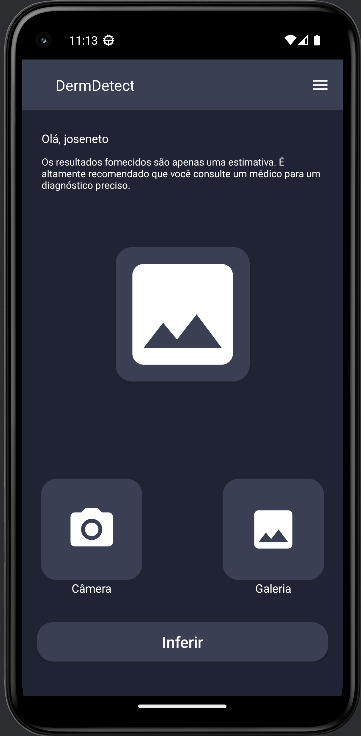 11:13
DermDetect
Olá, joseneto
Os resultados fornecidos são apenas uma estimativa. É
altamente recomendado que você consulte um médico para um
diagnóstico preciso.
Câmera
Galeria
Inferir